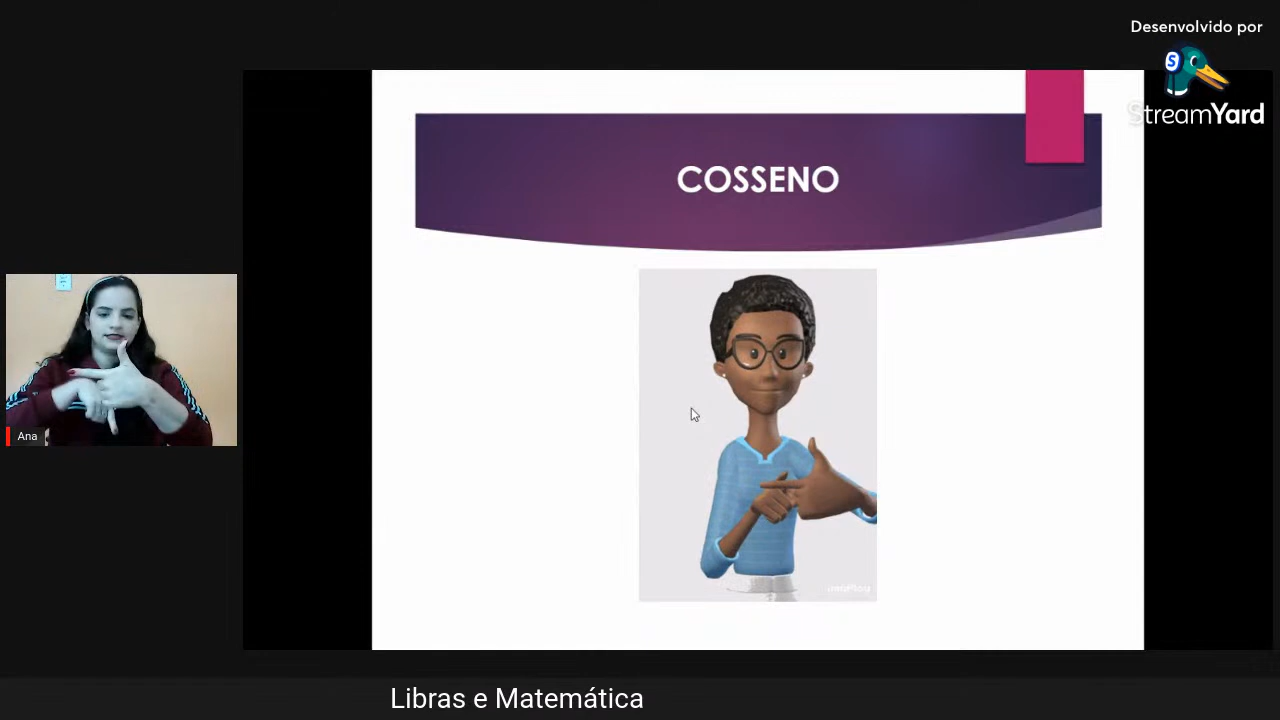 Desenvolvido por
StreamYard
COSSENO
Ana
Libras e Matemática